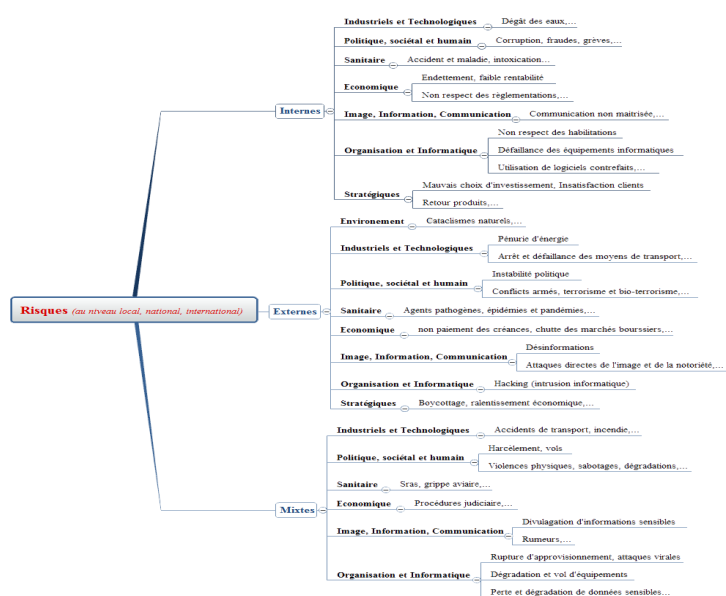 Risques (au niveau local, national, international)
Internes
Industriels et Technologiques
Dégât des eaux,...
Politique, sociétal et humain
Corruption, fraudes, grèves,...
Sanitaire
Accident et maladie, intoxication...
Economique
Endettement, faible rentabilité
Non respect des règlementations,...
Image, Information, Communication
Communication non maitrisée,...
Organisation et Informatique
Non respect des habilitations
Défaillance des équipements informatiques
Utilisation de logiciels contrefaits,...
Stratégiques
Mauvais choix d'investissement, Insatisfaction clients
Retour produits,...
Externes
Environement
Cataclismes naturels,...
Industriels et Technologiques
Pénurie d'énergie
Arrêt et défaillance des moyens de transport,...
Politique, sociétal et humain
Instabilité politique
Conflacts armés, terrorisme et bio-terrorisme,...
Sanitaire
Agents pathogènes, épidémies et pandémies,...
Economique
non paiement des créances, chutte des marchés bourssiers,...
Image, Information, Communication
Désinformations
Attaques directes de l'image et de la notoriété,...
Organisation et Informatique
Hacking (intrusion informatique)
Stratégiques
Boycottage, ralentissement économique,...
Mixtes
Industriels et Technologiques
Accidents de transport, incendie,...
Politique, sociétal et humain
Harcèlement, vols
Violences physiques, sabotages, dégradations,...
Sanitaire
Sras, grippe aviaire,...
Economique
Procédures judiciaire,...
Image, Information, Communication
Divulagation d'informations sensibles
Rumeurs,...
Organisation et Informatique
Rupture d'approvisionnement, attaques virales
Dégradation et vol d'équipements
Perte et dégradation de données sensibles...